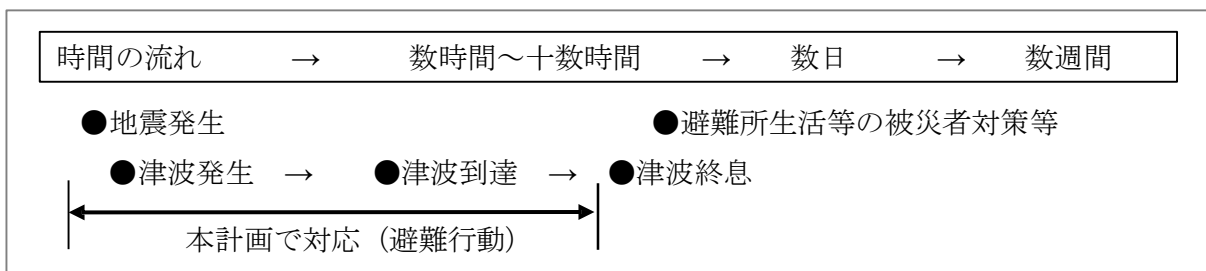 時間の流れ → 数時間~十数時間 → 数日 → 数週間
●地震発生 ●避難所生活等の被災者対策等
●津波発生 → ●津波到達 → ●津波終息
本計画で対応(避難行動)